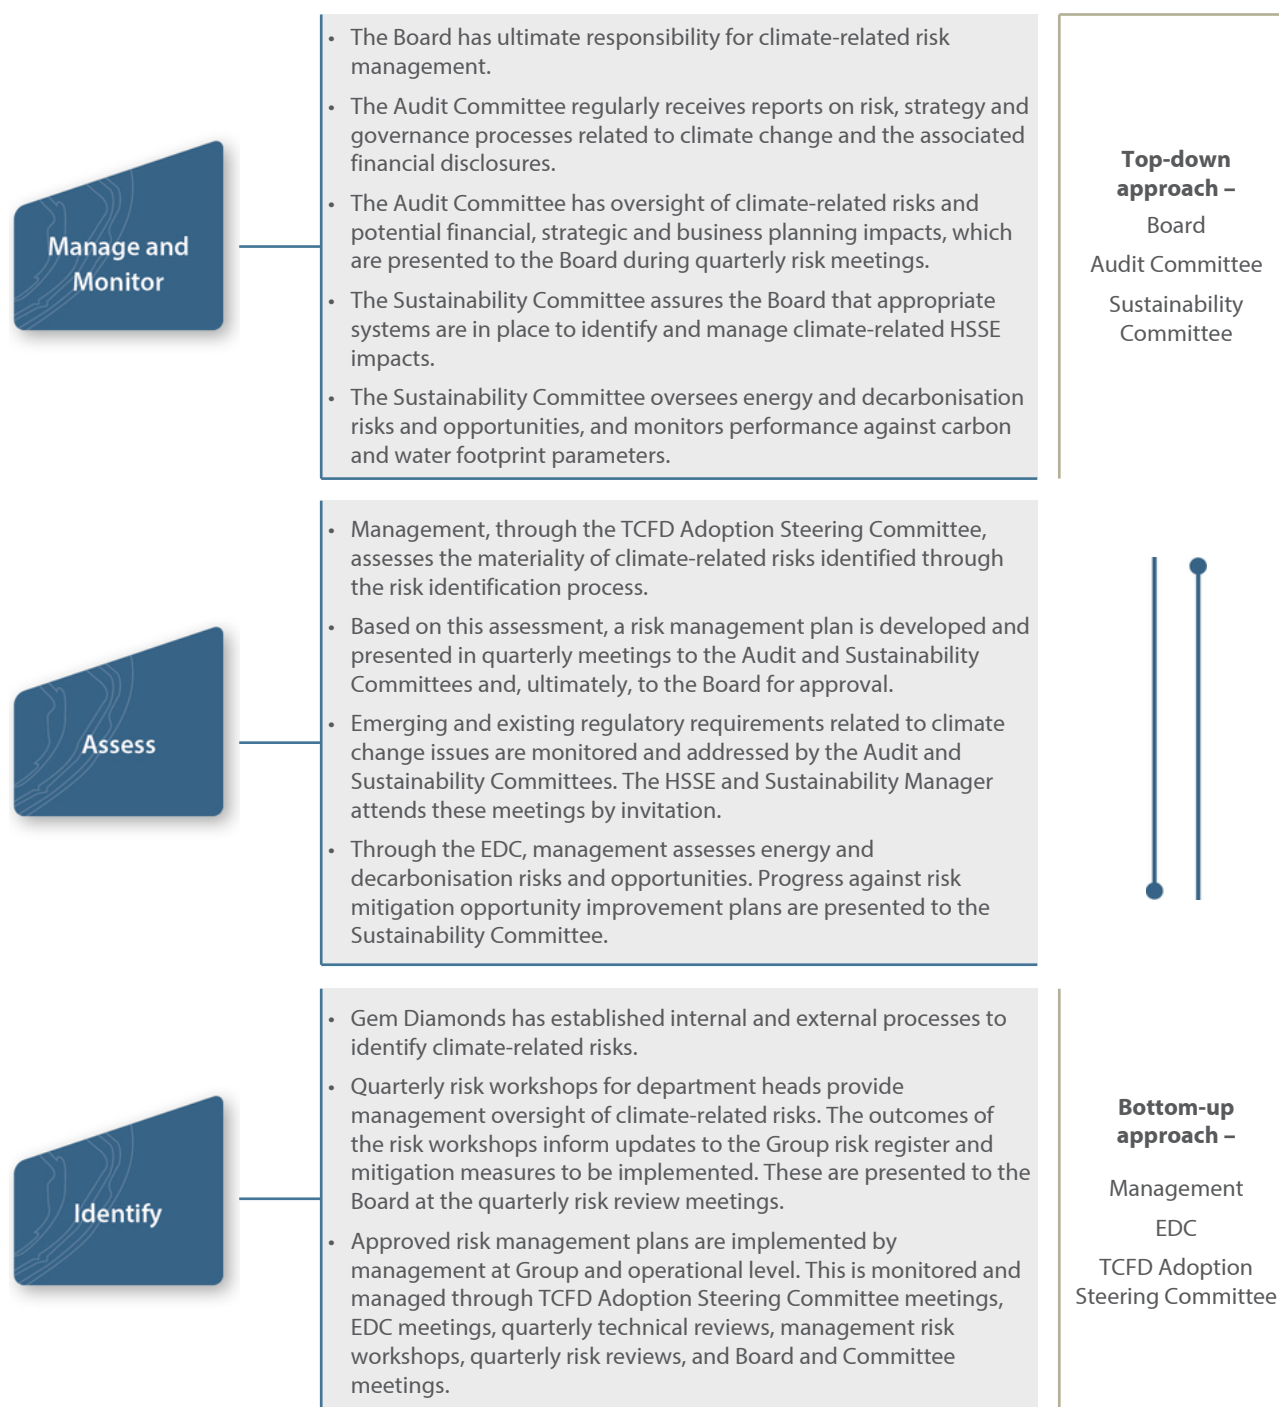 Manage and
Monitor
• The Board has ultimate responsibility for climate-related risk
management.
• The Audit Committee regularly receives reports on risk, strategy and
governance processes related to climate change and the associated
financial disclosures.
• The Audit Committee has oversight of climate-related risks and
potential financial, strategic and business planning impacts, which
are presented to the Board during quarterly risk meetings.
• The Sustainability Committee assures the Board that appropriate
systems are in place to identify and manage climate-related HSSE
impacts.
• The Sustainability Committee oversees energy and decarbonisation
risks and opportunities, and monitors performance against carbon
and water footprint parameters.
Top-down
approach –
Board
Audit Committee
Sustainability
Committee
Assess
• Management, through the TCFD Adoption Steering Committee,
assesses the materiality of climate-related risks identified through
the risk identification process.
• Based on this assessment, a risk management plan is developed and
presented in quarterly meetings to the Audit and Sustainability
Committees and, ultimately, to the Board for approval.
• Emerging and existing regulatory requirements related to climate
change issues are monitored and addressed by the Audit and
Sustainability Committees. The HSSE and Sustainability Manager
attends these meetings by invitation.
• Through the EDC, management assesses energy and
decarbonisation risks and opportunities. Progress against risk
mitigation opportunity improvement plans are presented to the
Sustainability Committee.
Identify
• Gem Diamonds has established internal and external processes to
identify climate-related risks.
• Quarterly risk workshops for department heads provide
management oversight of climate-related risks. The outcomes of
the risk workshops inform updates to the Group risk register and
mitigation measures to be implemented. These are presented to the
Board at the quarterly risk review meetings.
• Approved risk management plans are implemented by
management at Group and operational level. This is monitored and
managed through TCFD Adoption Steering Committee meetings,
EDC meetings, quarterly technical reviews, management risk
workshops, quarterly risk reviews, and Board and Committee
meetings.
Bottom-up
approach –
Management
EDC
TCFD Adoption
Steering Committee